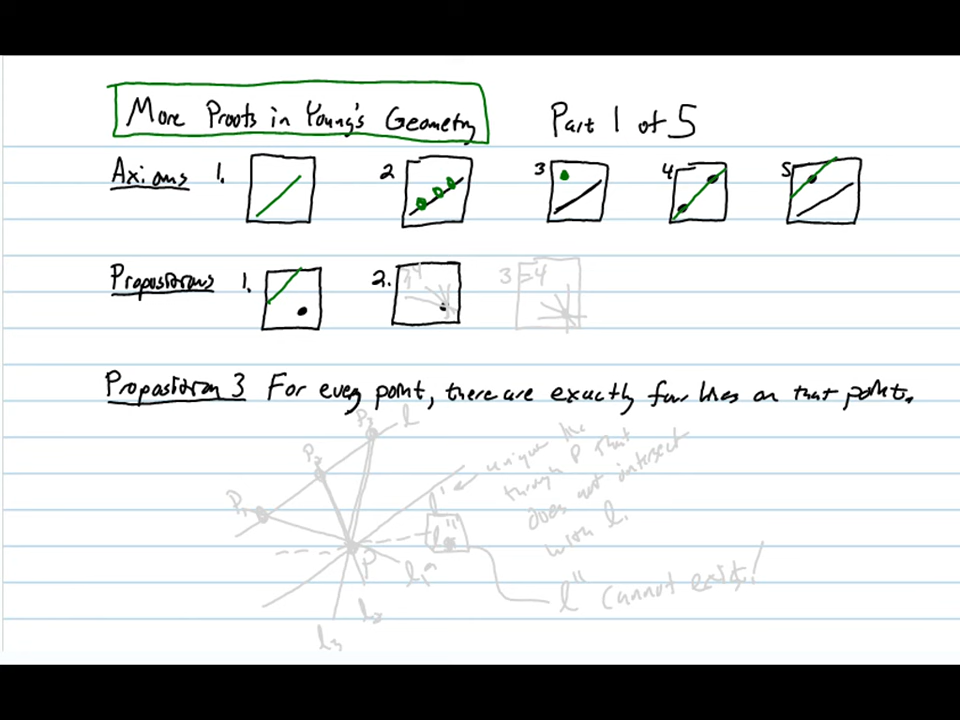 More Proofs in Young's Geometry Part 1 of 5
Axioms 1. 2 3 4 5
Propositions 1. 2. ≥4 3 =4
Proposition 3 For every point, there are exactly four lines on that point.
P3 l
P2 unique line
P1 through P that
l' does not intersect
l'' with l.
P l1
l2 l'' cannot exist!
l3